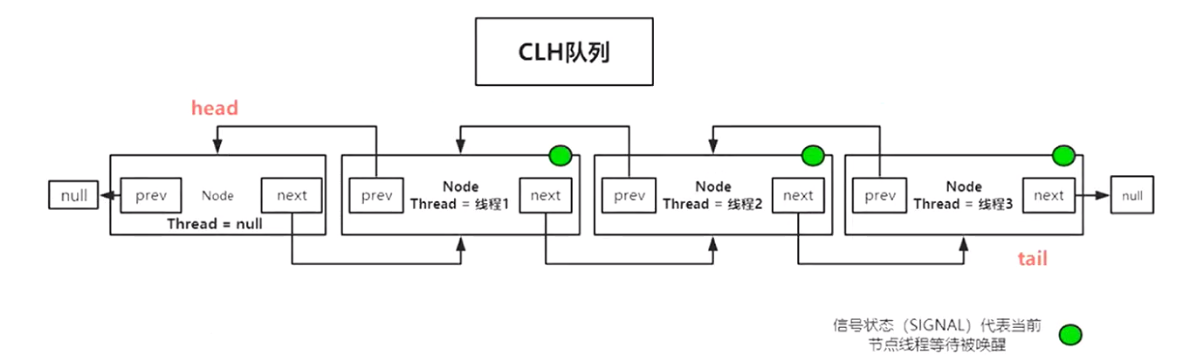 CLH队列
head
null
prev
Node
next
Thread = null
prev
Node
Thread = 线程1
next
prev
Node
Thread = 线程2
next
prev
Node
Thread = 线程3
next
null
tail
信号状态（SIGNAL）代表当前
节点线程等待被唤醒